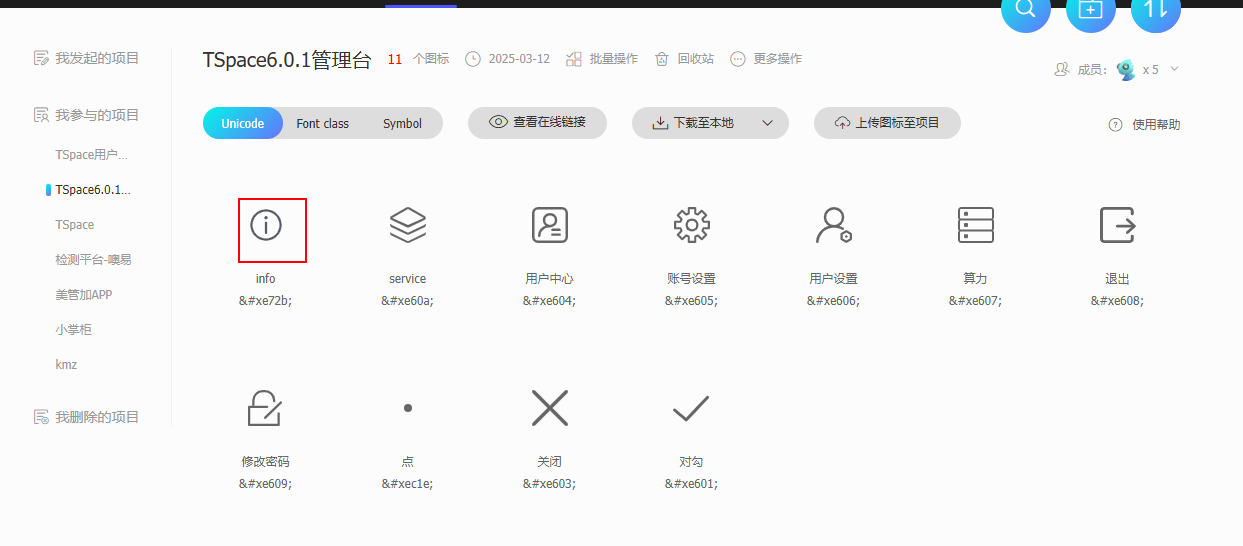 我发起的项目
我参与的项目
TSpace用户...
TSpace6.0.1...
TSpace
检测平台-噢易
美管加APP
小掌柜
kmz
我删除的项目
TSpace6.0.1管理台 11 个图标 2025-03-12 批量操作 回收站 更多操作
成员: x 5
Unicode Font class Symbol 查看在线链接 下载至本地 上传图标至项目 使用帮助
info service 用户中心 账号设置 用户设置 算力 退出
&#xe72b; &#xe60a; &#xe604; &#xe605; &#xe606; &#xe607; &#xe608;
修改密码 点 关闭 对勾
&#xe609; &#xec1e; &#xe603; &#xe601;